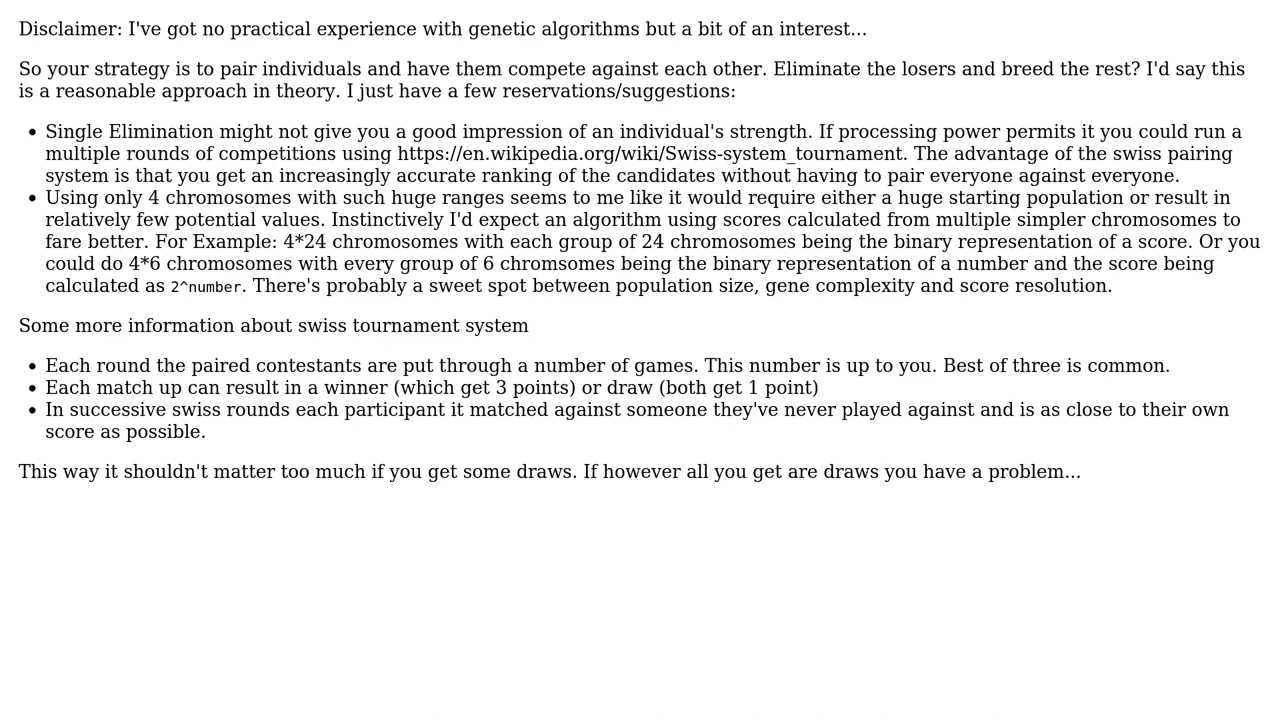 Disclaimer: I've got no practical experience with genetic algorithms but a bit of an interest...
So your strategy is to pair individuals and have them compete against each other. Eliminate the losers and breed the rest? I'd say this
is a reasonable approach in theory. I just have a few reservations/suggestions:
• Single Elimination might not give you a good impression of an individual's strength. If processing power permits it you could run a
multiple rounds of competitions using https://en.wikipedia.org/wiki/Swiss-system_tournament. The advantage of the swiss pairing
system is that you get an increasingly accurate ranking of the candidates without having to pair everyone against everyone.
• Using only 4 chromosomes with such huge ranges seems to me like it would require either a huge starting population or result in
relatively few potential values. Instinctively I'd expect an algorithm using scores calculated from multiple simpler chromosomes to
fare better. For Example: 4*24 chromosomes with each group of 24 chromosomes being the binary representation of a score. Or you
could do 4*6 chromosomes with every group of 6 chromsomes being the binary representation of a number and the score being
calculated as 2^number. There's probably a sweet spot between population size, gene complexity and score resolution.
Some more information about swiss tournament system
• Each round the paired contestants are put through a number of games. This number is up to you. Best of three is common.
• Each match up can result in a winner (which get 3 points) or draw (both get 1 point)
• In successive swiss rounds each participant it matched against someone they've never played against and is as close to their own
score as possible.
This way it shouldn't matter too much if you get some draws. If however all you get are draws you have a problem...